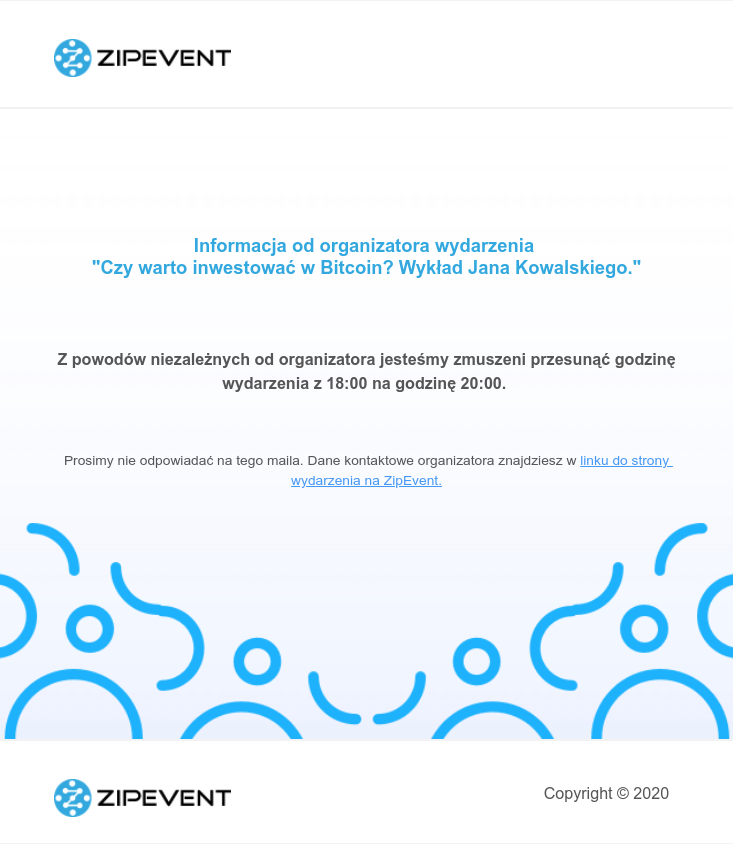 ZIPEVENT
Informacja od organizatora wydarzenia
"Czy warto inwestować w Bitcoin? Wykład Jana Kowalskiego."
Z powodów niezależnych od organizatora jesteśmy zmuszeni przesunąć godzinę
wydarzenia z 18:00 na godzinę 20:00.
Prosimy nie odpowiadać na tego maila. Dane kontaktowe organizatora znajdziesz w linku do strony
wydarzenia na ZipEvent.
ZIPEVENT
Copyright © 2020